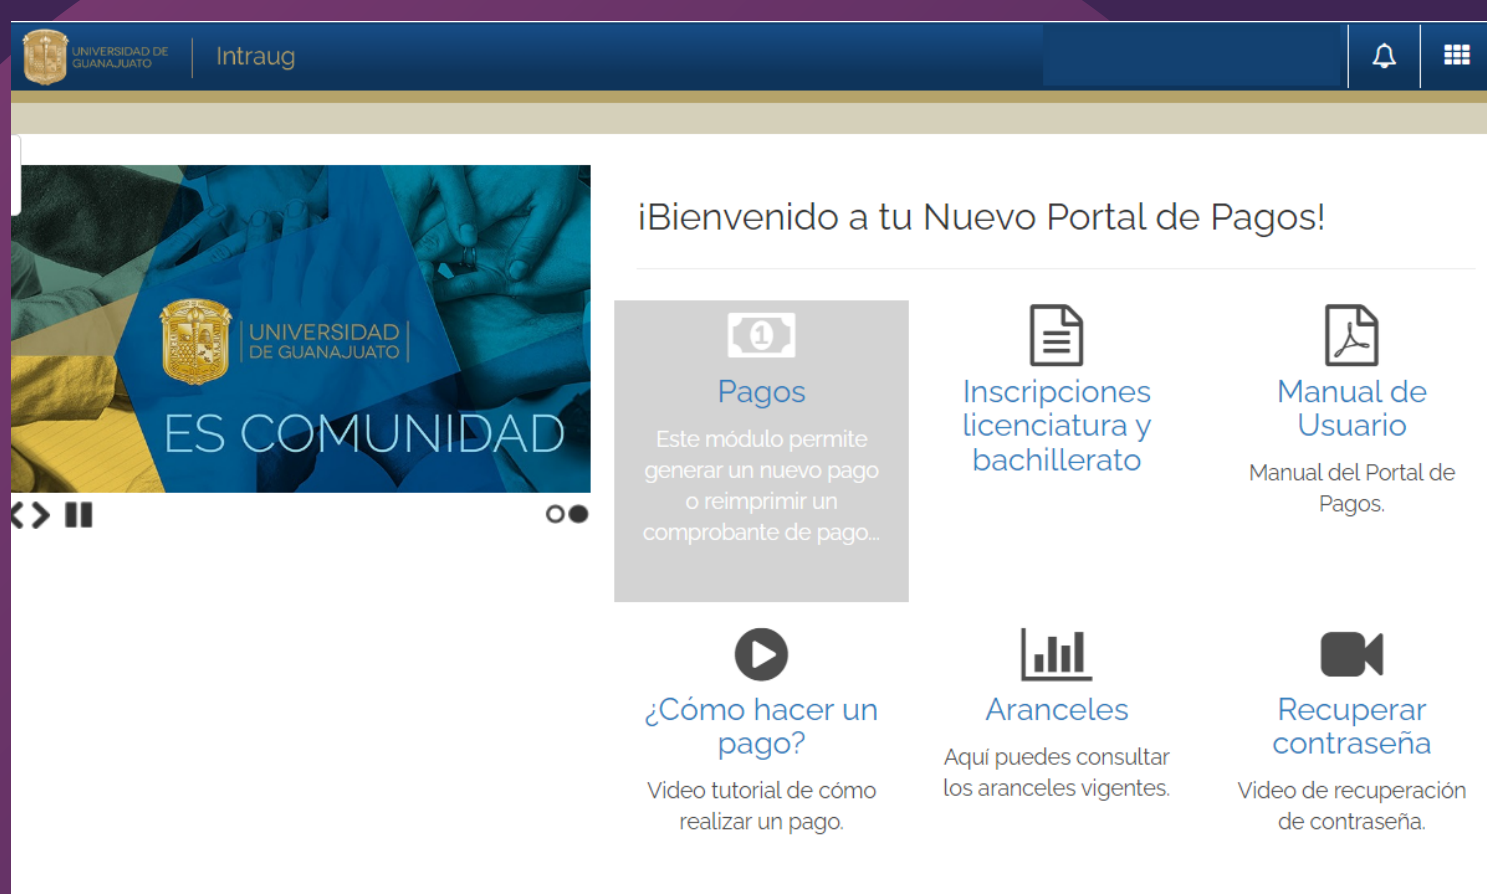 UNIVERSIDAD DE
GUANAJUATO
Intraug
UNIVERSIDAD
DE GUANAJUATO
ES COMUNIDAD
¡Bienvenido a tu Nuevo Portal de Pagos!
1
Pagos
Este módulo permite
generar un nuevo pago
o reimprimir un
comprobante de pago...
Inscripciones
licenciatura y
bachillerato
Manual de
Usuario
Manual del Portal de
Pagos.
¿Cómo hacer un
pago?
Video tutorial de cómo
realizar un pago.
Aranceles
Aquí puedes consultar
los aranceles vigentes.
Recuperar
contraseña
Video de recuperación
de contraseña.